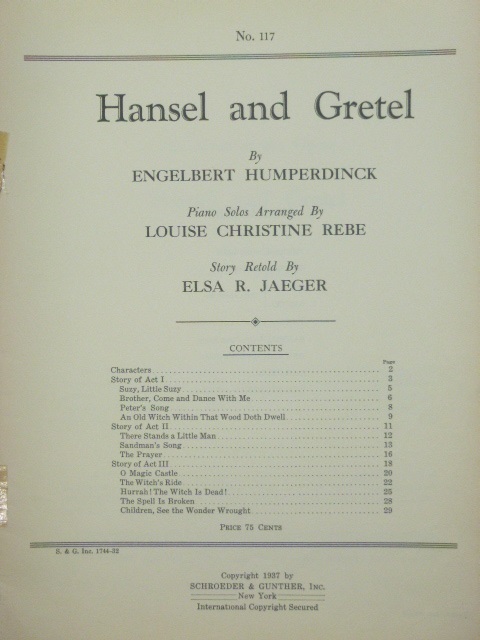 No. 117
Hansel and Gretel
By
ENGELBERT HUMPERDINCK
Piano Solos Arranged By
LOUISE CHRISTINE REBE
Story Retold By
ELSA R. JAEGER
CONTENTS
Page
Characters 2
Story of Act I 3
Suzy, Little Suzy 5
Brother, Come and Dance With Me 6
Peter's Song 8
An Old Witch Within That Wood Doth Dwell 9
Story of Act II 11
There Stands a Little Man 12
Sandman's Song 13
The Prayer 16
Story of Act III 18
O Magic Castle 20
The Witch's Ride 22
Hurrah! The Witch Is Dead! 25
The Spell Is Broken 28
Children, See the Wonder Wrought 29
PRICE 75 CENTS
S. & G. Inc. 1744-32
Copyright 1937 by
SCHROEDER & GUNTHER, INC.
New York
International Copyright Secured